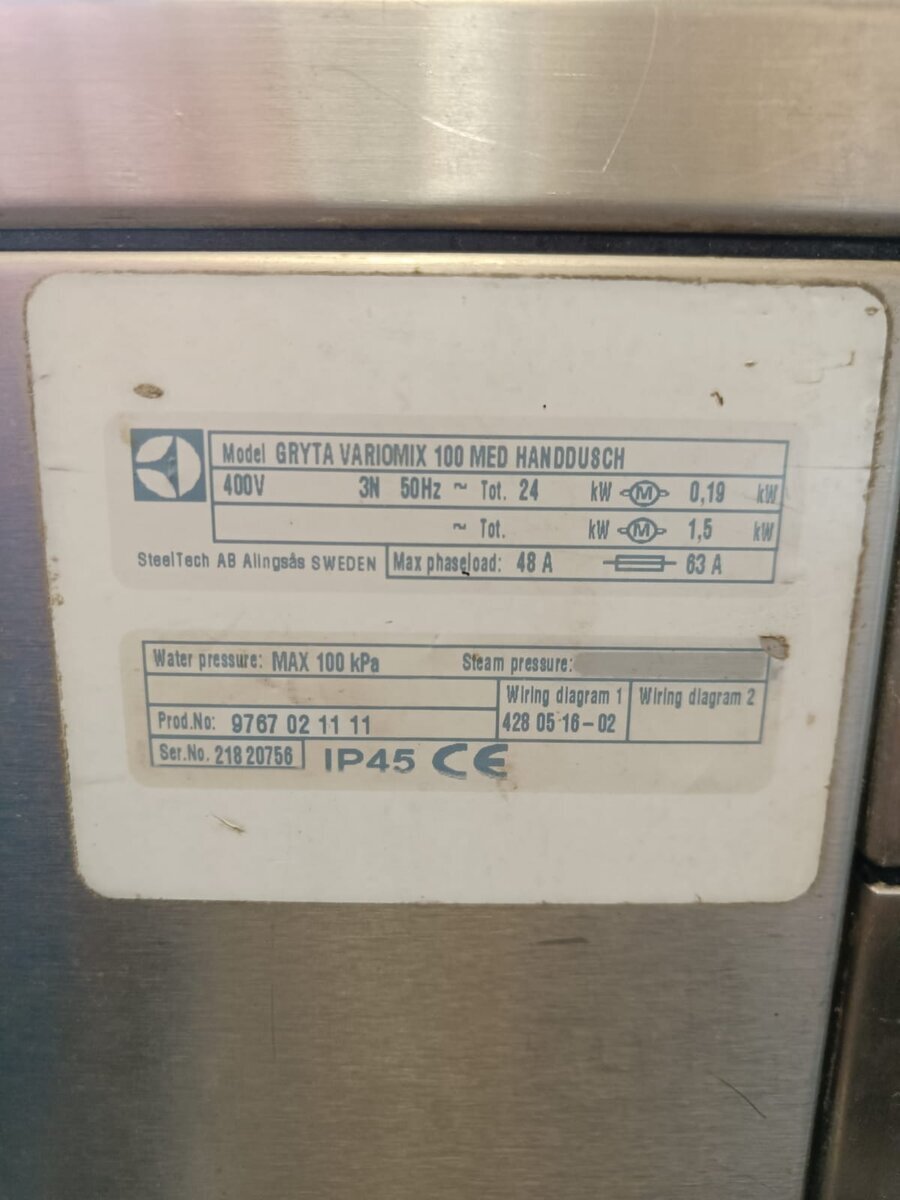 Model GRYTA VARIOMIX 100 MED HANDDUSCH
400V 3N 50Hz ~ Tot. 24 kW M 0,19 kW
~ Tot. kW M 1,5 kW
SteelTech AB Alingsås SWEDEN Max phaseload: 48 A 63 A
Water pressure: MAX 100 kPa Steam pressure:
Wiring diagram 1 Wiring diagram 2
Prod.No: 9767 02 11 11 428 05 16-02
Ser.No. 218 20756 IP45 CE